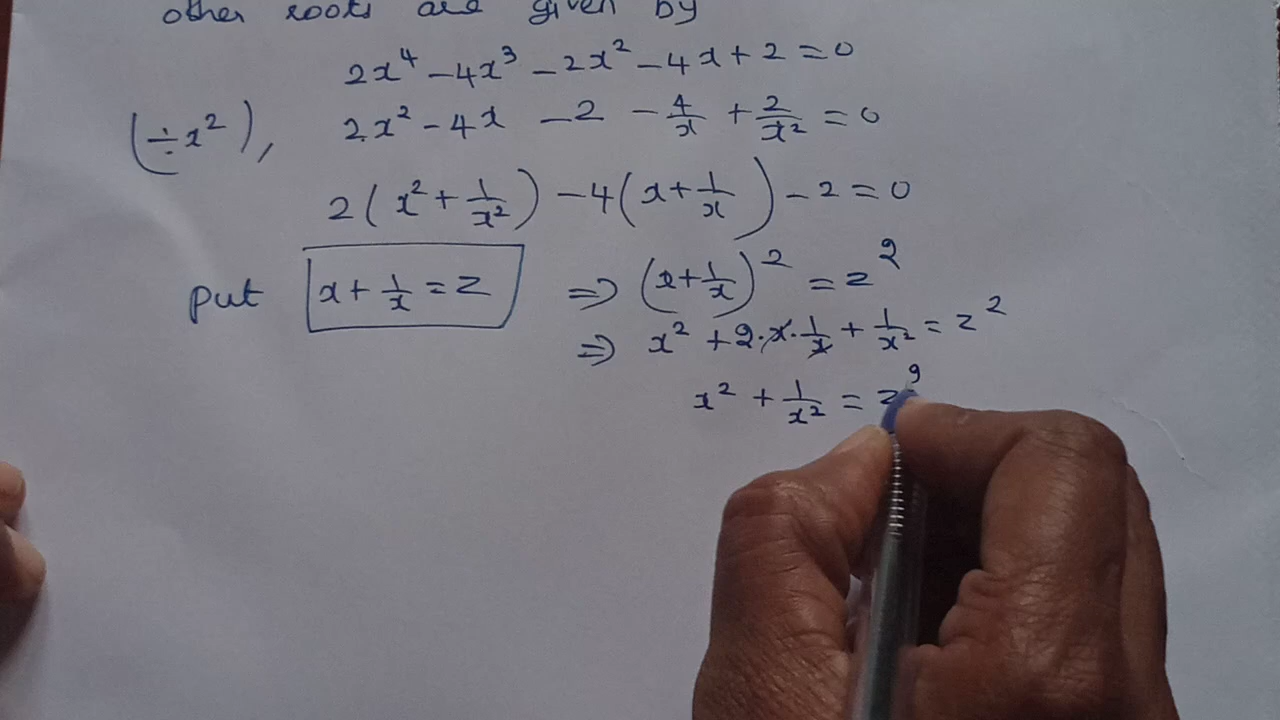 other roots are given by
2x⁴ - 4x³ - 2x² - 4x + 2 = 0
(÷x²), 2x² - 4x - 2 - 4/x + 2/x² = 0
2(x² + 1/x²) - 4(x + 1/x) - 2 = 0
put x + 1/x = z ⇒ (x + 1/x)² = z²
⇒ x² + 2·x·1/x + 1/x² = z²
x² + 1/x² = z²